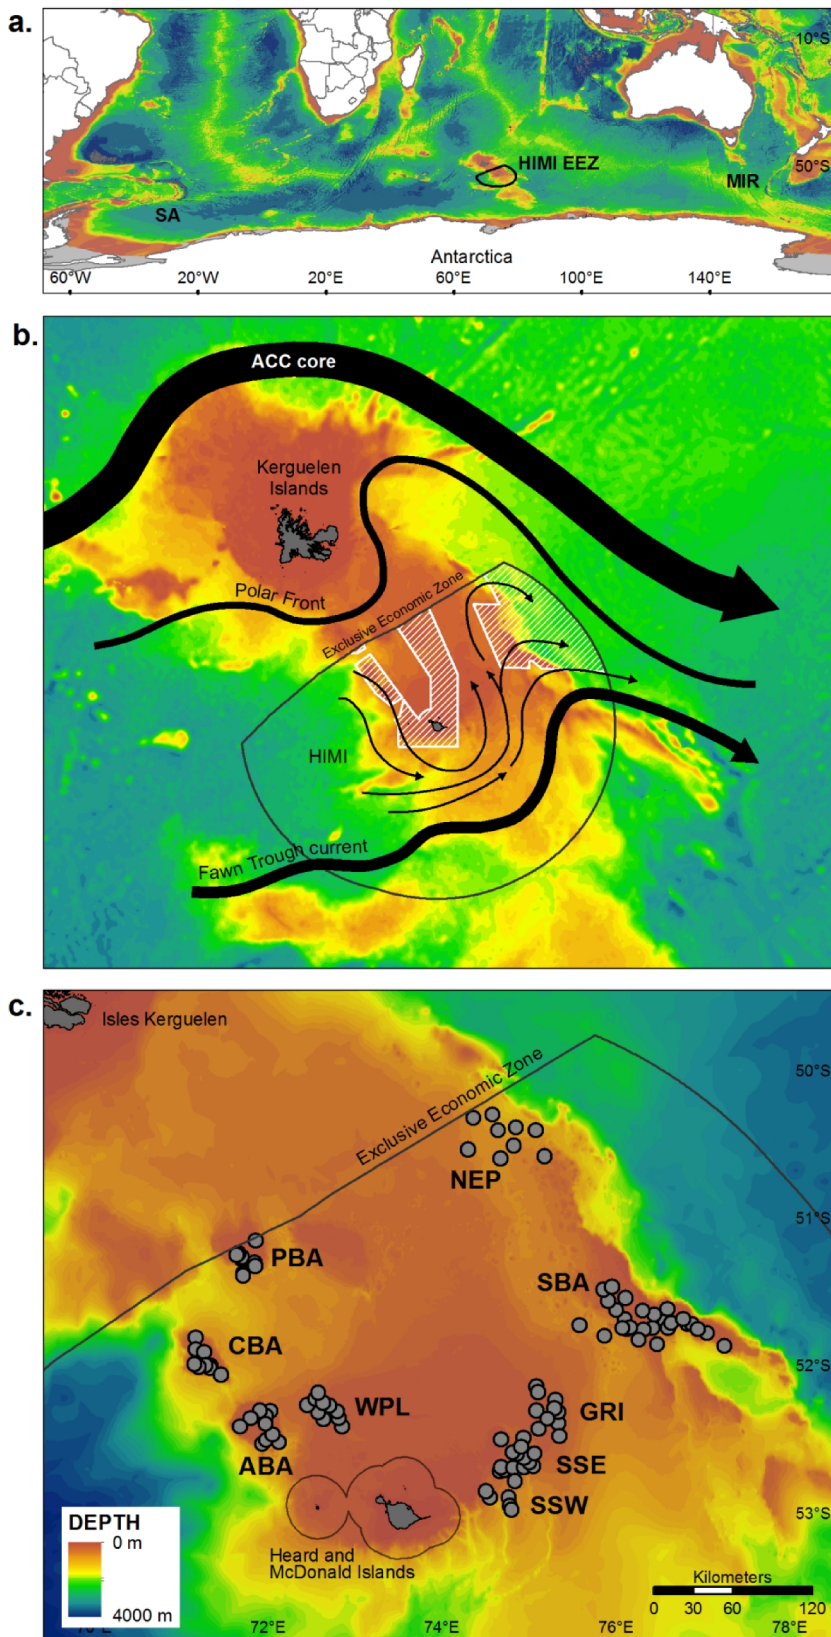 a.
10°S
HIMI EEZ
50°S
MIR
SA
Antarctica
60°W
20°W
20°E
60°E
100°E
140°E
b.
ACC core
Kerguelen
Islands
Polar Front
Exclusive Economic Zone
HIMI
Fawn Trough current
c.
Isles Kerguelen
50°S
Exclusive Economic Zone
NEP
51°S
PBA
SBA
CBA
52°S
WPL
GRI
ABA
SSE
SSW
53°S
DEPTH
0 m
4000 m
Heard and
McDonald Islands
Kilometers
0 30 60 120
72°E
74°E
76°E
78°E